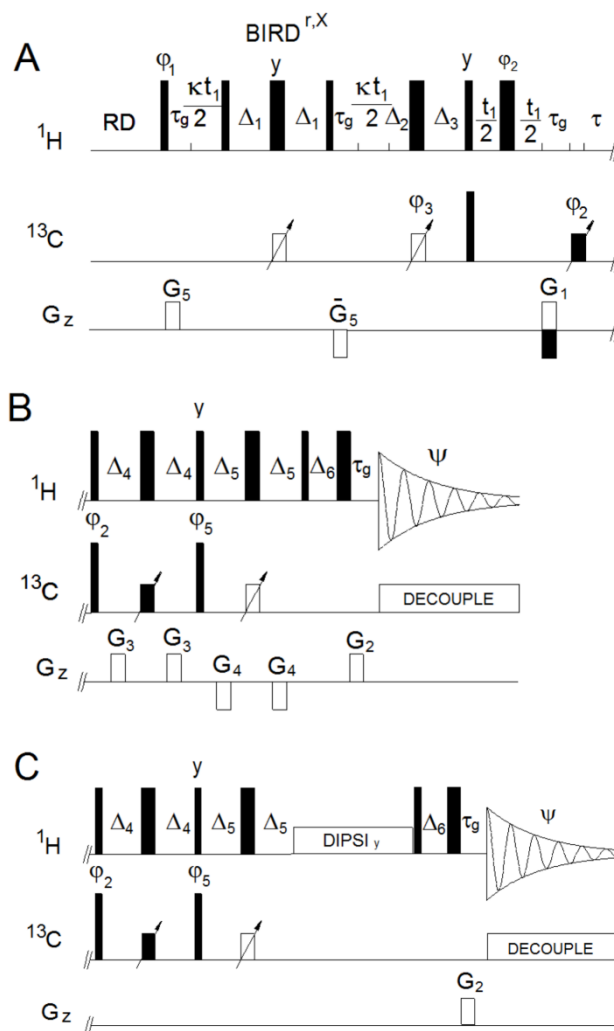 BIRD r,X
A
φ1 y y φ2
RD τg κt1/2 Δ1 Δ1 τg κt1/2 Δ2 Δ3 t1/2 t1/2 τg τ
1H
φ3 φ2
13C
G5 Ḡ5 G1
Gz
B
y
Δ4 Δ4 Δ5 Δ5 Δ6 τg ψ
1H
φ2 φ5
13C DECOUPLE
G3 G3 G4 G4 G2
Gz
C
y
Δ4 Δ4 Δ5 Δ5 DIPSI y Δ6 τg ψ
1H
φ2 φ5
13C DECOUPLE
G2
Gz